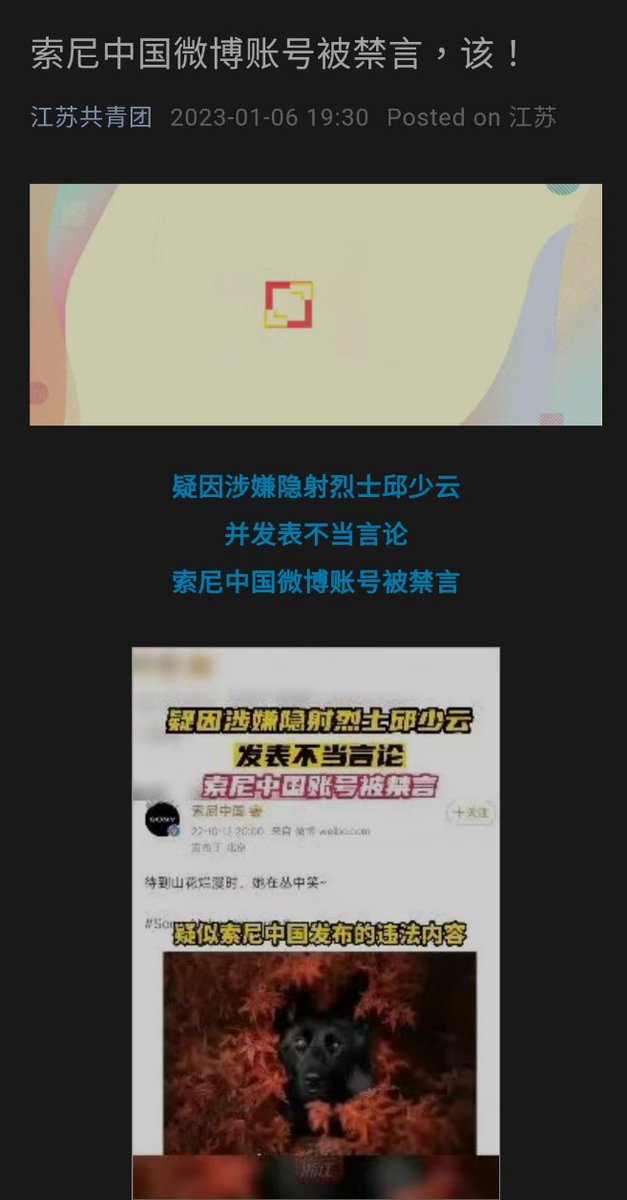 索尼中国微博账号被禁言，该！
江苏共青团 2023-01-06 19:30 Posted on 江苏
疑因涉嫌隐射烈士邱少云
并发表不当言论
索尼中国微博账号被禁言
疑因涉嫌隐射烈士邱少云
发表不当言论
索尼中国账号被禁言
SONY
索尼中国
+关注
22-10-12 20:00 来自 微博 weibo.com
发布于 北京
待到山花烂漫时，她在丛中笑~
#Son
疑似索尼中国发布的违法内容
浙江